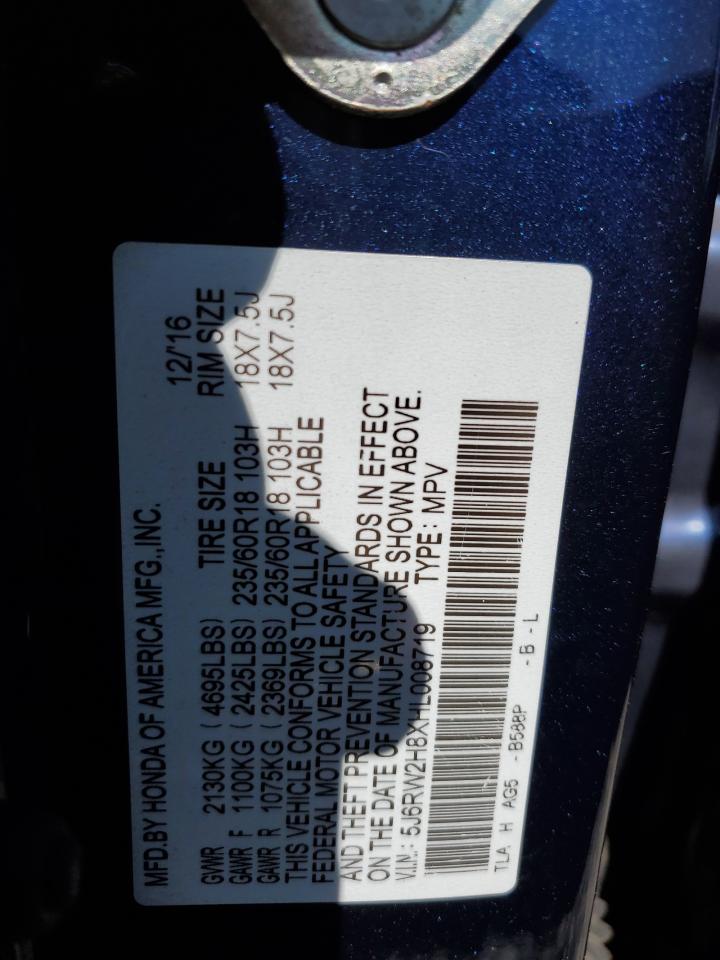 MFD.BY HONDA OF AMERICA MFG.,INC. 12/'16
TIRE SIZE RIM SIZE
GVWR 2130KG ( 4695LBS)
GAWR F 1100KG ( 2425LBS) 235/60R18 103H 18X7.5J
GAWR R 1075KG ( 2369LBS) 235/60R18 103H 18X7.5J
THIS VEHICLE CONFORMS TO ALL APPLICABLE
FEDERAL MOTOR VEHICLE SAFETY
AND THEFT PREVENTION STANDARDS IN EFFECT
ON THE DATE OF MANUFACTURE SHOWN ABOVE.
V.I.N.: 5J6RW2H8XHL008719 TYPE : MPV
TLA H AG5 - B588P - B - L